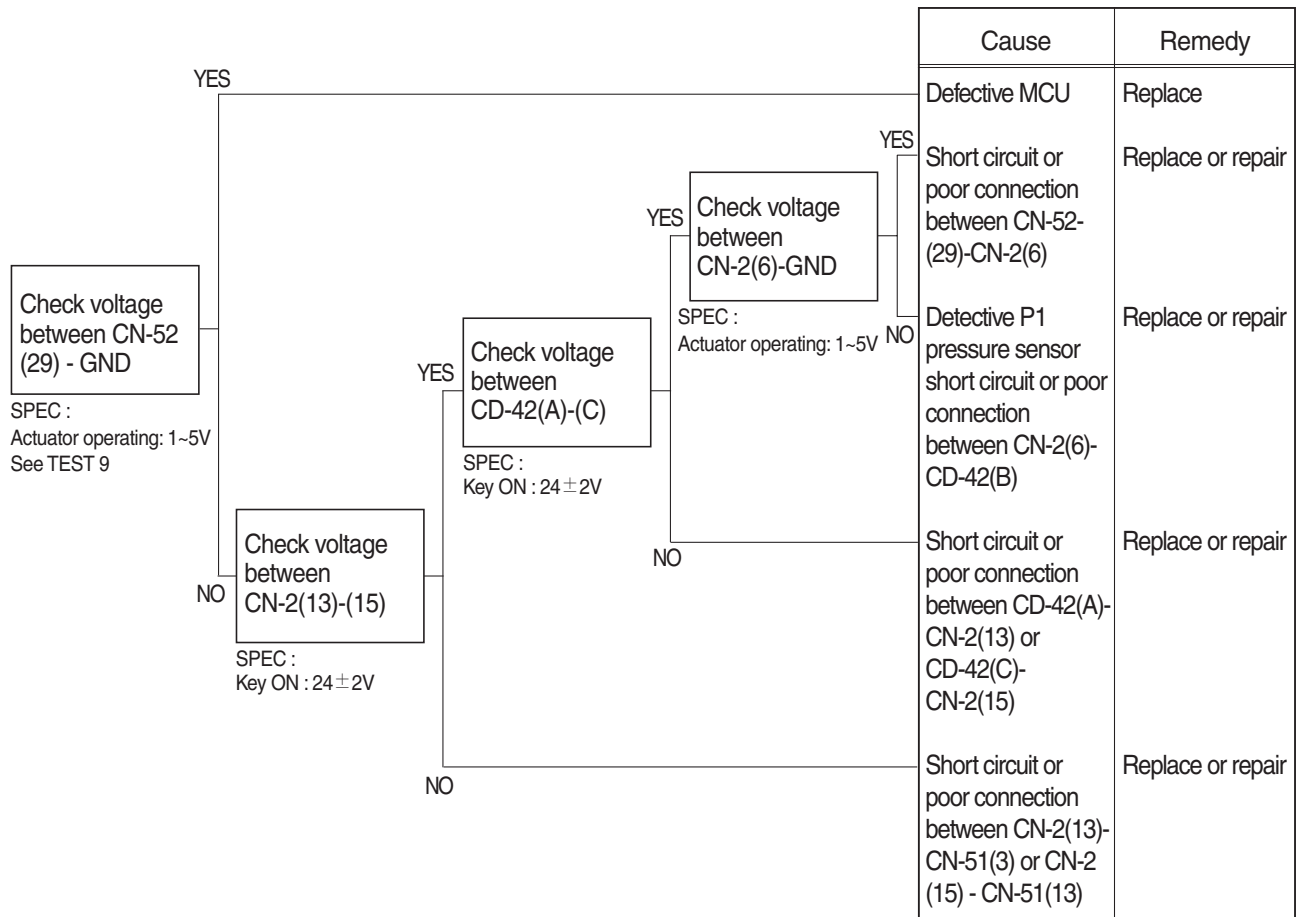 Cause
Remedy
YES
Defective MCU
Replace
YES
Short circuit or
poor connection
between CN-52-
(29)-CN-2(6)
Replace or repair
YES
Check voltage
between
CN-2(6)-GND
SPEC :
Actuator operating: 1~5V
NO
Detective P1
pressure sensor
short circuit or poor
connection
between CN-2(6)-
CD-42(B)
Replace or repair
Check voltage
between CN-52
(29) - GND
SPEC :
Actuator operating: 1~5V
See TEST 9
YES
Check voltage
between
CD-42(A)-(C)
SPEC :
Key ON : 24±2V
NO
Short circuit or
poor connection
between CD-42(A)-
CN-2(13) or
CD-42(C)-
CN-2(15)
Replace or repair
NO
Check voltage
between
CN-2(13)-(15)
SPEC :
Key ON : 24±2V
NO
Short circuit or
poor connection
between CN-2(13)-
CN-51(3) or CN-2
(15) - CN-51(13)
Replace or repair